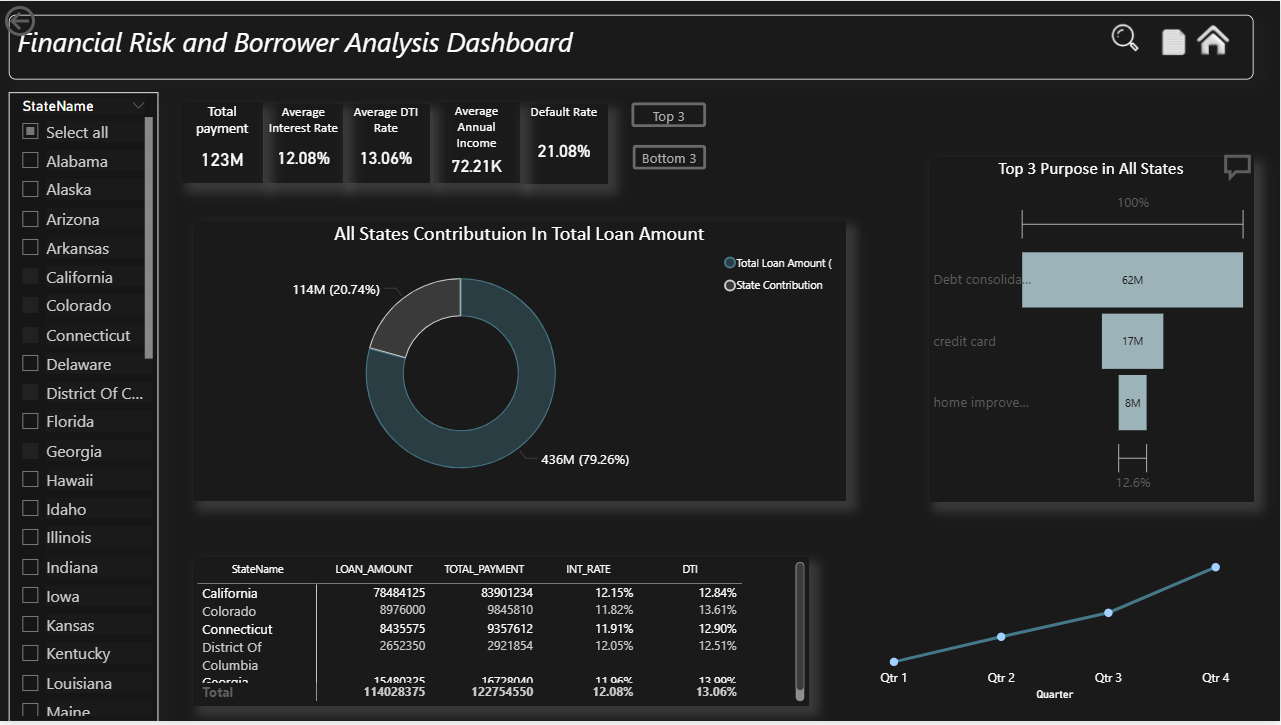 Financial Risk and Borrower Analysis Dashboard
StateName
Select all
Alabama
Alaska
Arizona
Arkansas
California
Colorado
Connecticut
Delaware
District Of C...
Florida
Georgia
Hawaii
Idaho
Illinois
Indiana
Iowa
Kansas
Kentucky
Louisiana
Maine
Total
payment
123M
Average
Interest Rate
12.08%
Average DTI
Rate
13.06%
Average
Annual
Income
72.21K
Default Rate
21.08%
Top 3
Bottom 3
All States Contributuion In Total Loan Amount
Total Loan Amount (
State Contribution
114M (20.74%)
436M (79.26%)
Top 3 Purpose in All States
100%
Debt consolida... 62M
credit card 17M
home improve... 8M
12.6%
StateName LOAN_AMOUNT TOTAL_PAYMENT INT_RATE DTI
California 78484125 83901234 12.15% 12.84%
Colorado 8976000 9845810 11.82% 13.61%
Connecticut 8435575 9357612 11.91% 12.90%
District Of 2652350 2921854 12.05% 12.51%
Columbia
Georgia 15480325 16728040 11.96% 13.99%
Total 114028375 122754550 12.08% 13.06%
Qtr 1 Qtr 2 Qtr 3 Qtr 4
Quarter